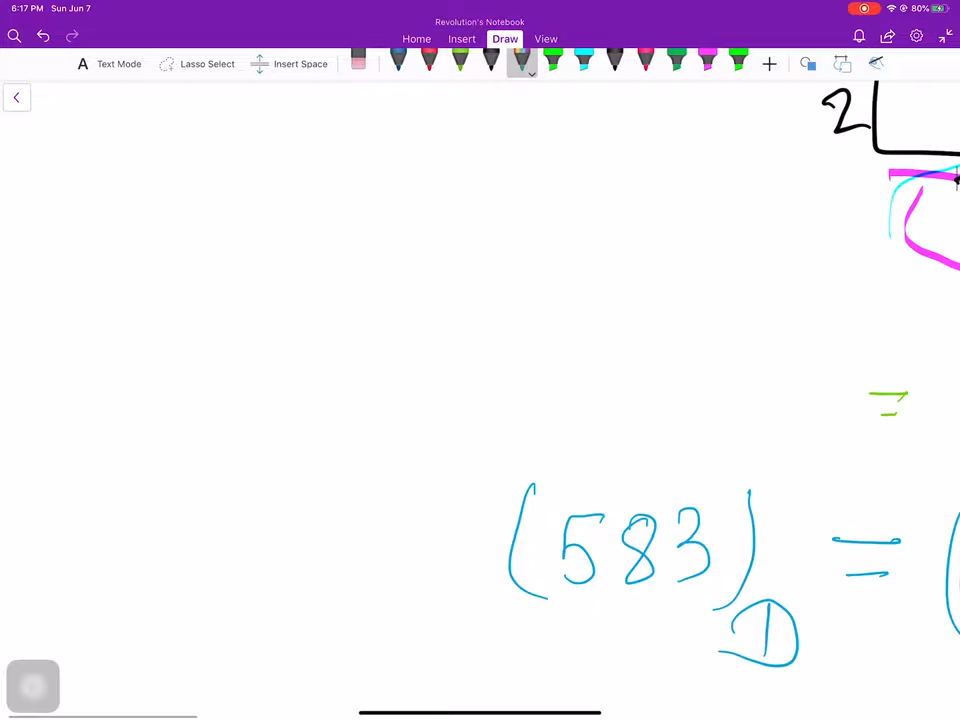 6:17 PM Sun Jun 7
80%
Revolution's Notebook
Home Insert Draw View
A Text Mode Lasso Select Insert Space
2
=
(583)D = (